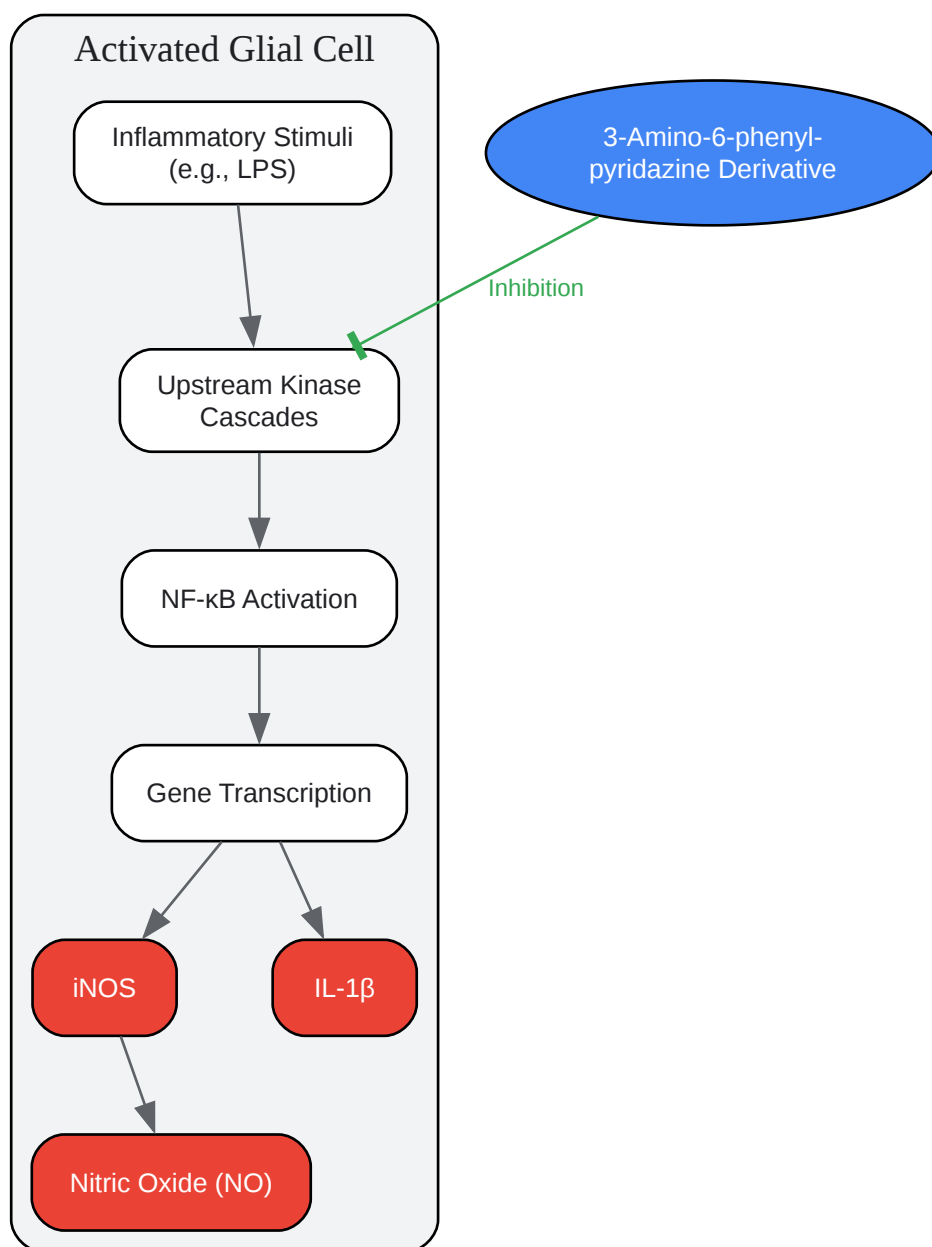 Activated Glial Cell
Inflammatory Stimuli
(e.g., LPS)
3-Amino-6-phenyl-
pyridazine Derivative
Inhibition
Upstream Kinase
Cascades
NF-κB Activation
Gene Transcription
iNOS
IL-1β
Nitric Oxide (NO)